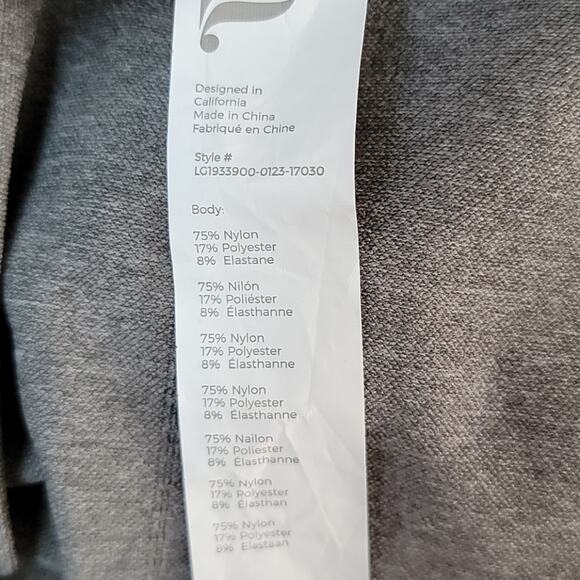 Designed in
California
Made in China
Fabriqué en Chine
Style #
LG1933900-0123-17030
Body:
75% Nylon
17% Polyester
8% Elastane
75% Nilón
17% Poliéster
8% Élasthanne
75% Nylon
17% Polyester
8% Élasthanne
75% Nylon
17% Polyester
8% Élasthanne
75% Nailon
17% Poliester
8% Élasthanne
75% Nylon
17% Polyester
8% Elasthan
75% Nylon
17% Polyester
8% Elastaan